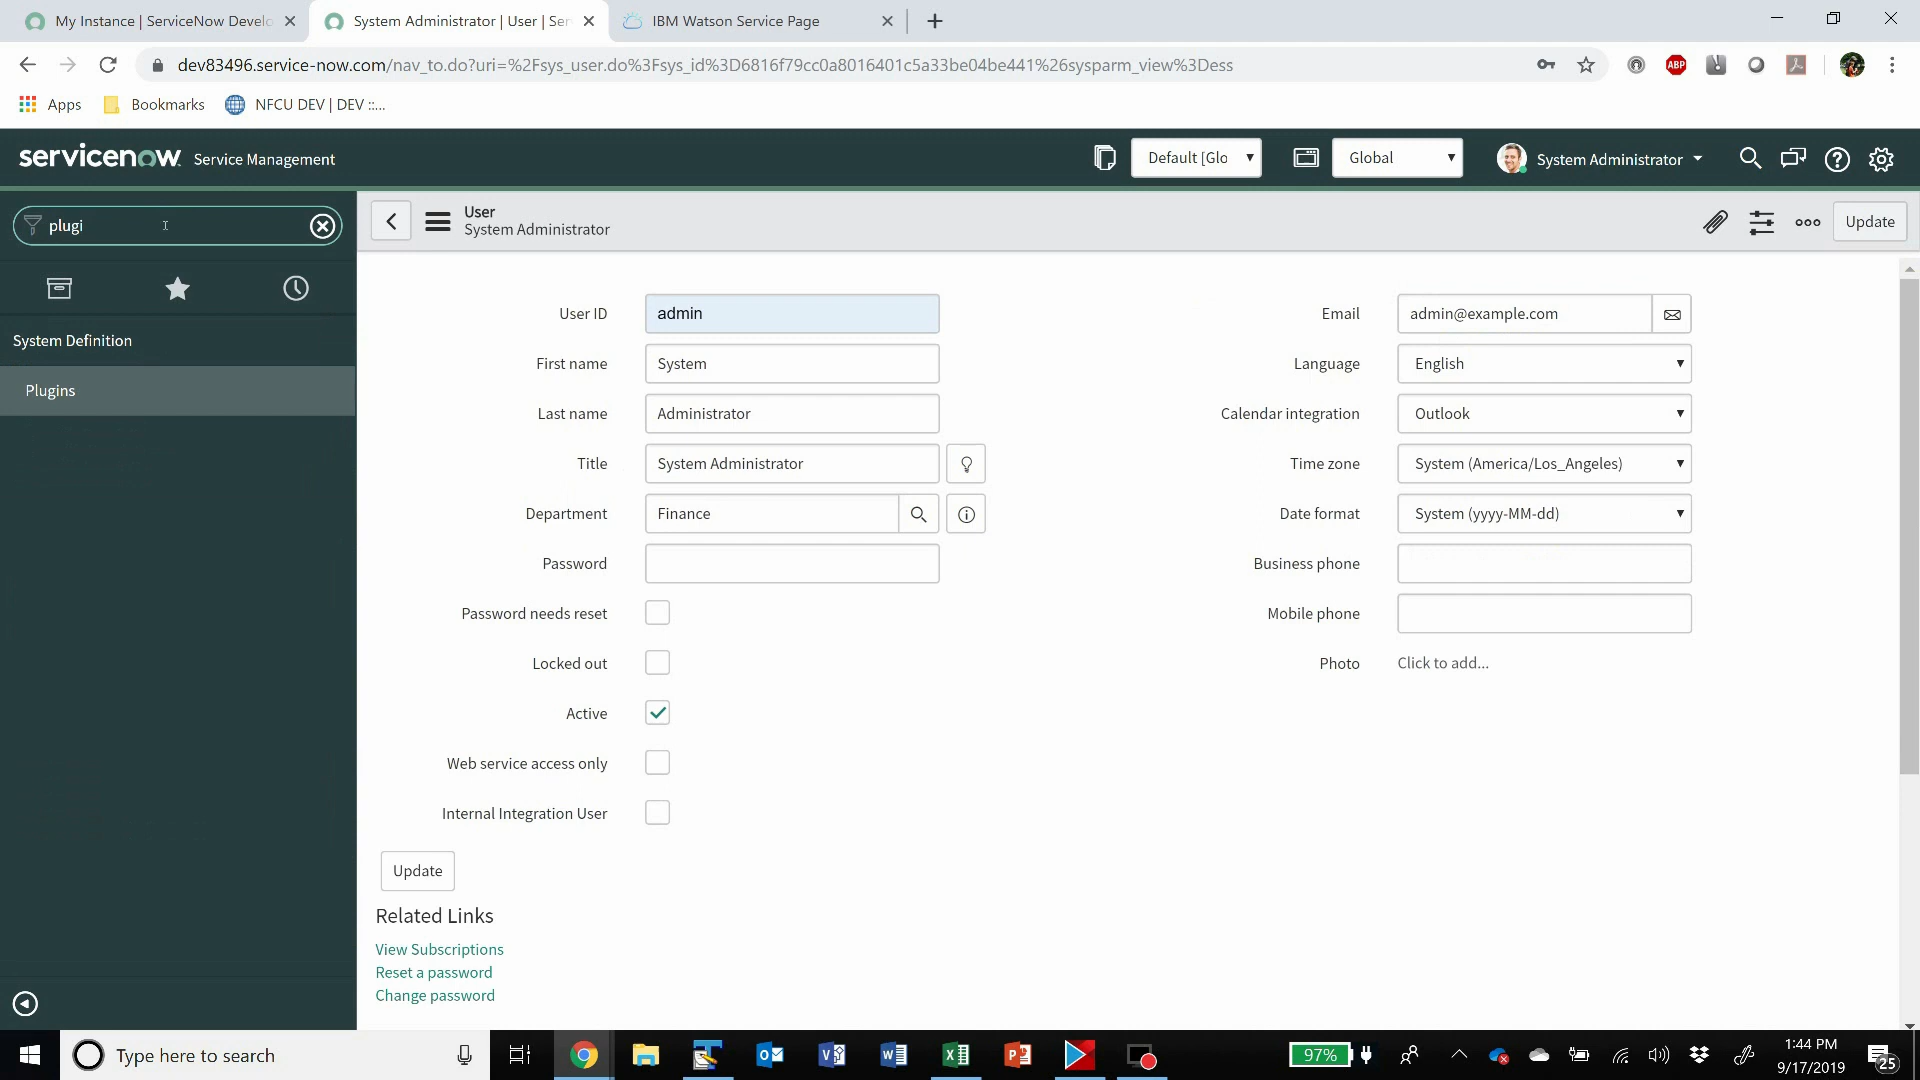 My Instance | ServiceNow Develo
System Administrator | User | Ser
IBM Watson Service Page
dev83496.service-now.com/nav_to.do?uri=%2Fsys_user.do%3Fsys_id%3D6816f79cc0a8016401c5a33be04be441%26sysparm_view%3Dess
ABP
Apps
Bookmarks
NFCU DEV | DEV ::...
servicenow Service Management
Default [Glo
Global
System Administrator
plugi
User
System Administrator
Update
System Definition
Plugins
User ID
admin
Email
admin@example.com
First name
System
Language
English
Last name
Administrator
Calendar integration
Outlook
Title
System Administrator
Time zone
System (America/Los_Angeles)
Department
Finance
Date format
System (yyyy-MM-dd)
Password
Business phone
Password needs reset
Mobile phone
Locked out
Photo
Click to add...
Active
Web service access only
Internal Integration User
Update
Related Links
View Subscriptions
Reset a password
Change password
Type here to search
97%
1:44 PM
9/17/2019
25